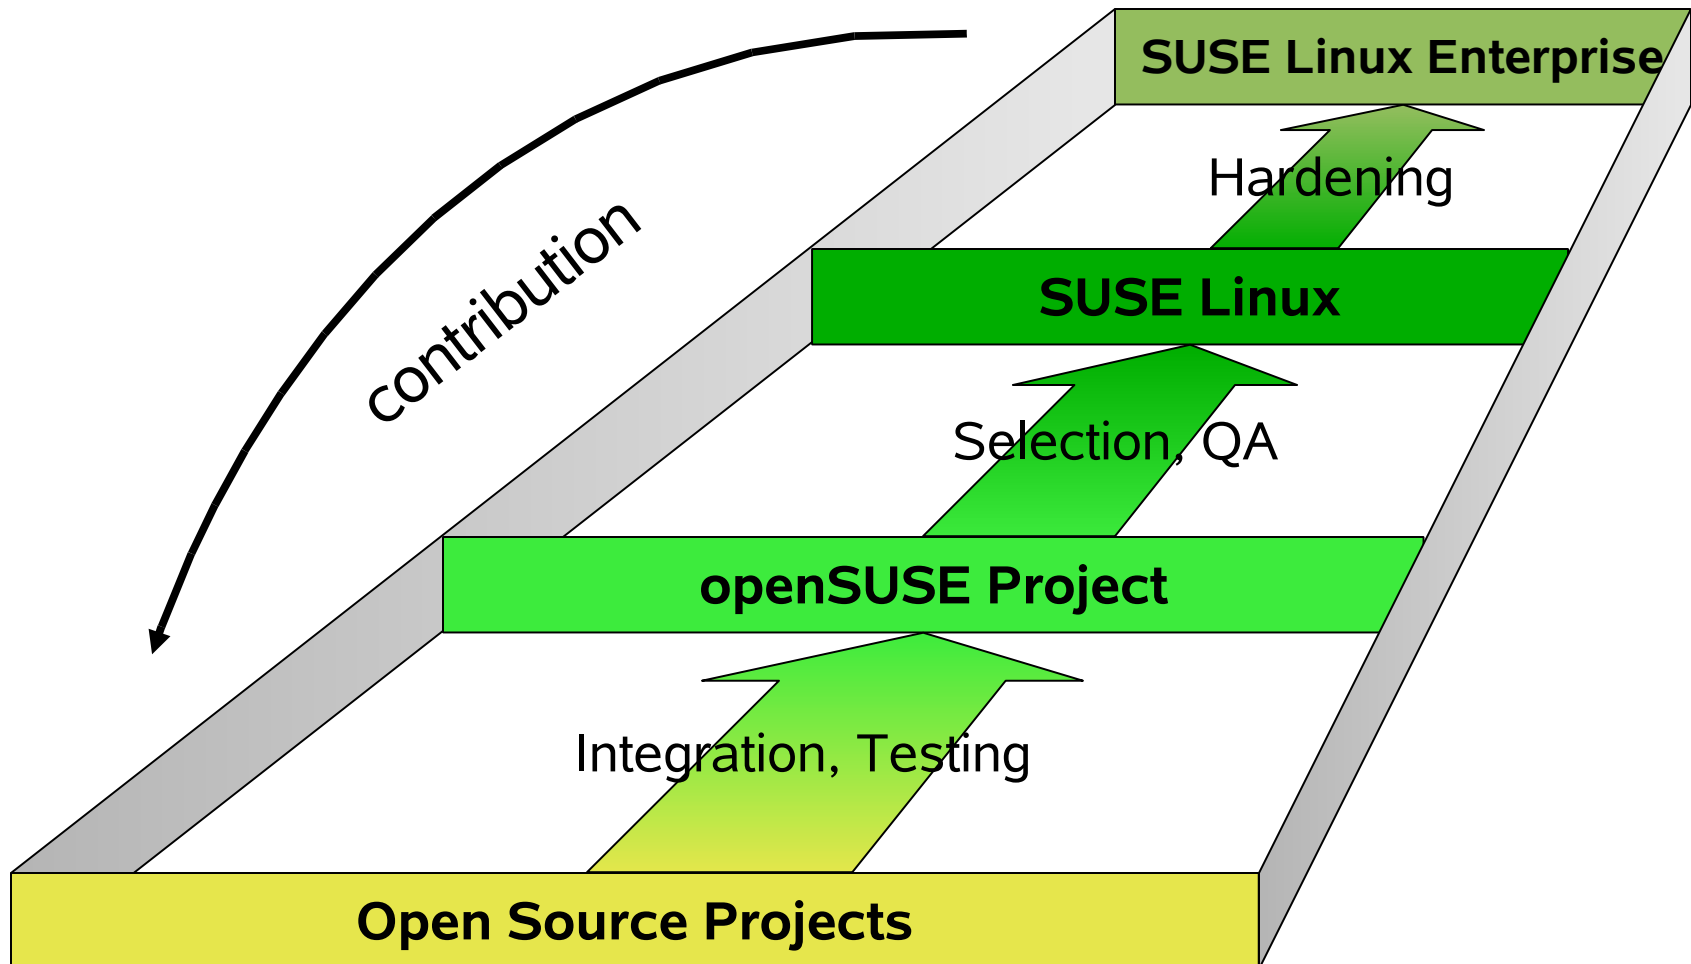 SUSE Linux Enterprise
Hardening
contribution
SUSE Linux
Selection, QA
openSUSE Project
Integration, Testing
Open Source Projects